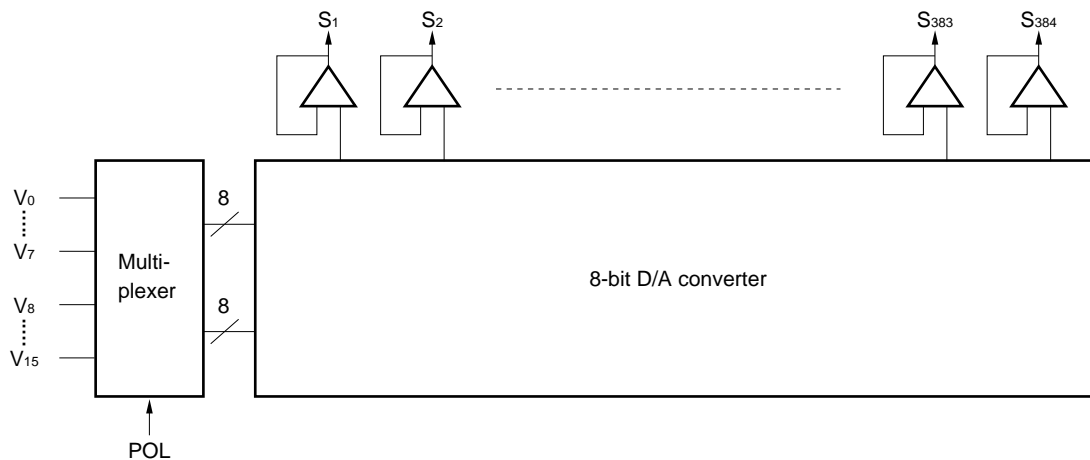 S1 S2 S383 S384
V0
V7
V8
V15
Multi-
plexer
8
8
8-bit D/A converter
POL